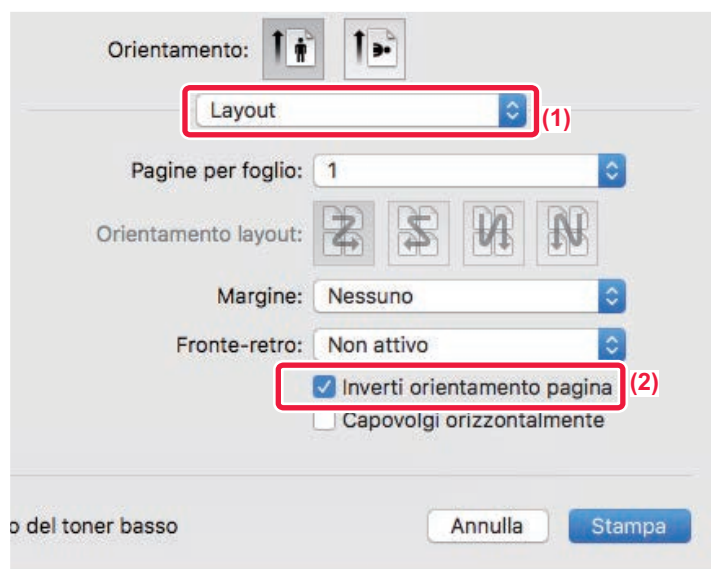 Orientamento:
Layout
(1)
Pagine per foglio: 1
Orientamento layout:
Margine: Nessuno
Fronte-retro: Non attivo
Inverti orientamento pagina (2)
Capovolgi orizzontalmente
o del toner basso Annulla Stampa